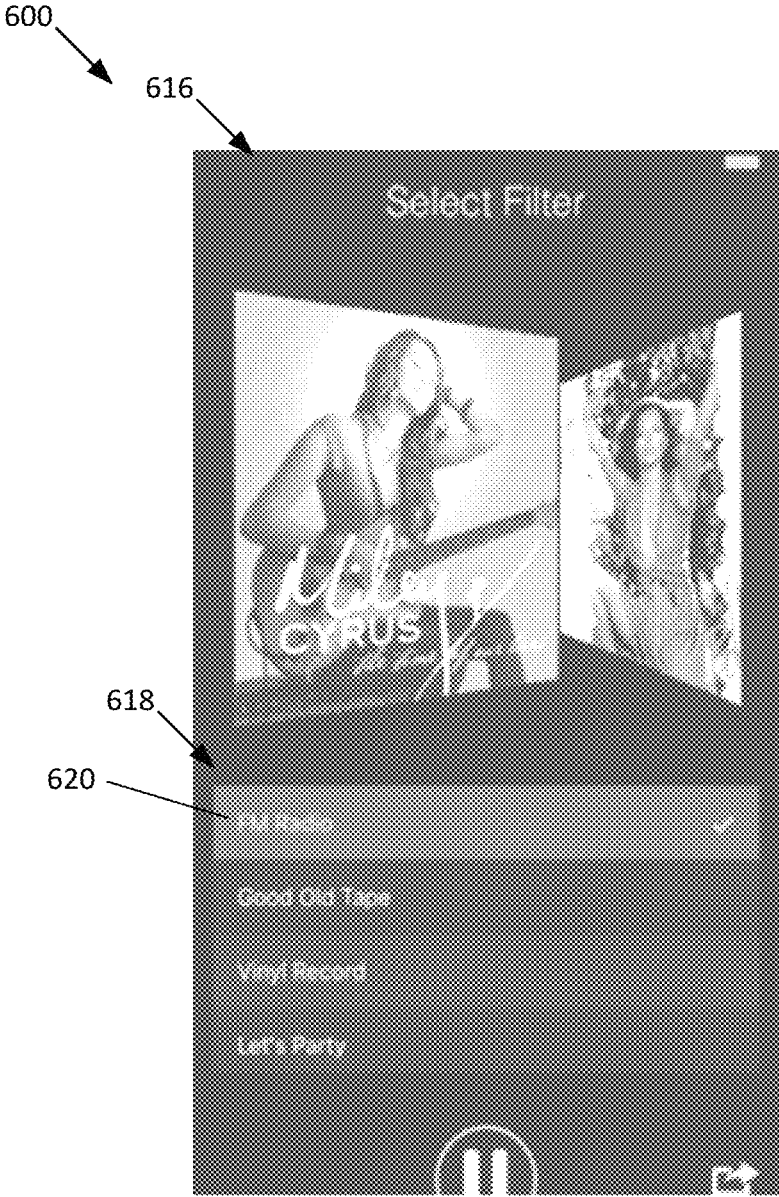 600
616
Select Filter
CYRUS
618
620
FM Radio
Good Old Tape
Vinyl Record
Let's Party